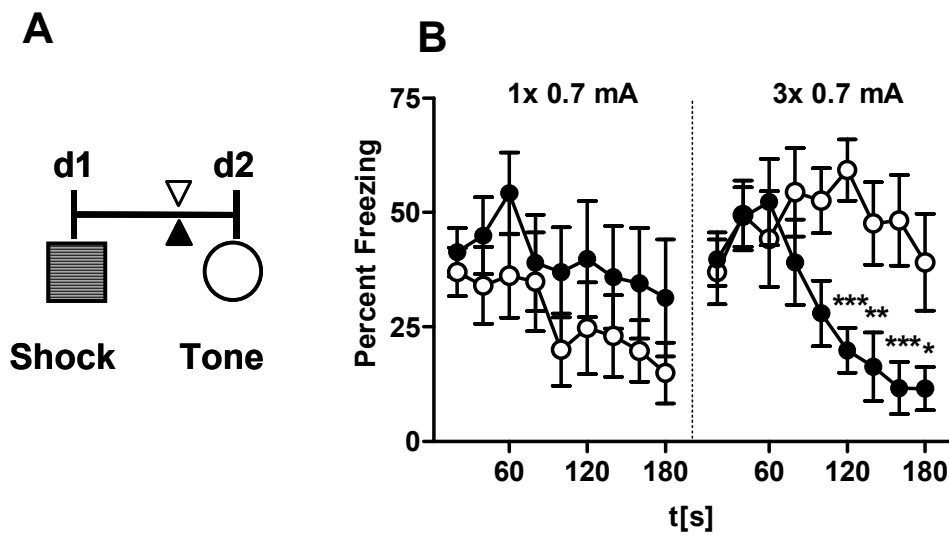 A
d1 d2
Shock Tone
B
1x 0.7 mA 3x 0.7 mA
Percent Freezing
75
50
25
0
*** ** *** *
60 120 180 60 120 180
t[s]